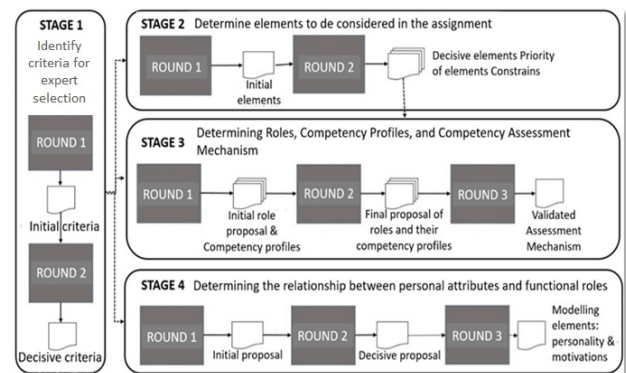 STAGE 1
Identify
criteria for
expert
selection
ROUND 1
Initial criteria
ROUND 2
Decisive criteria
STAGE 2 Determine elements to de considered in the assignment
ROUND 1
Initial
elements
ROUND 2
Decisive elements Priority
of elements Constrains
STAGE 3 Determining Roles, Competency Profiles, and Competency Assessment
Mechanism
ROUND 1
Initial role
proposal &
Competency profiles
ROUND 2
Final proposal of
roles and their
competency profiles
ROUND 3
Validated
Assessment
Mechanism
STAGE 4 Determining the relationship between personal attributes and functional roles
ROUND 1
Initial proposal
ROUND 2
Decisive proposal
ROUND 3
Modelling
elements:
personality &
motivations